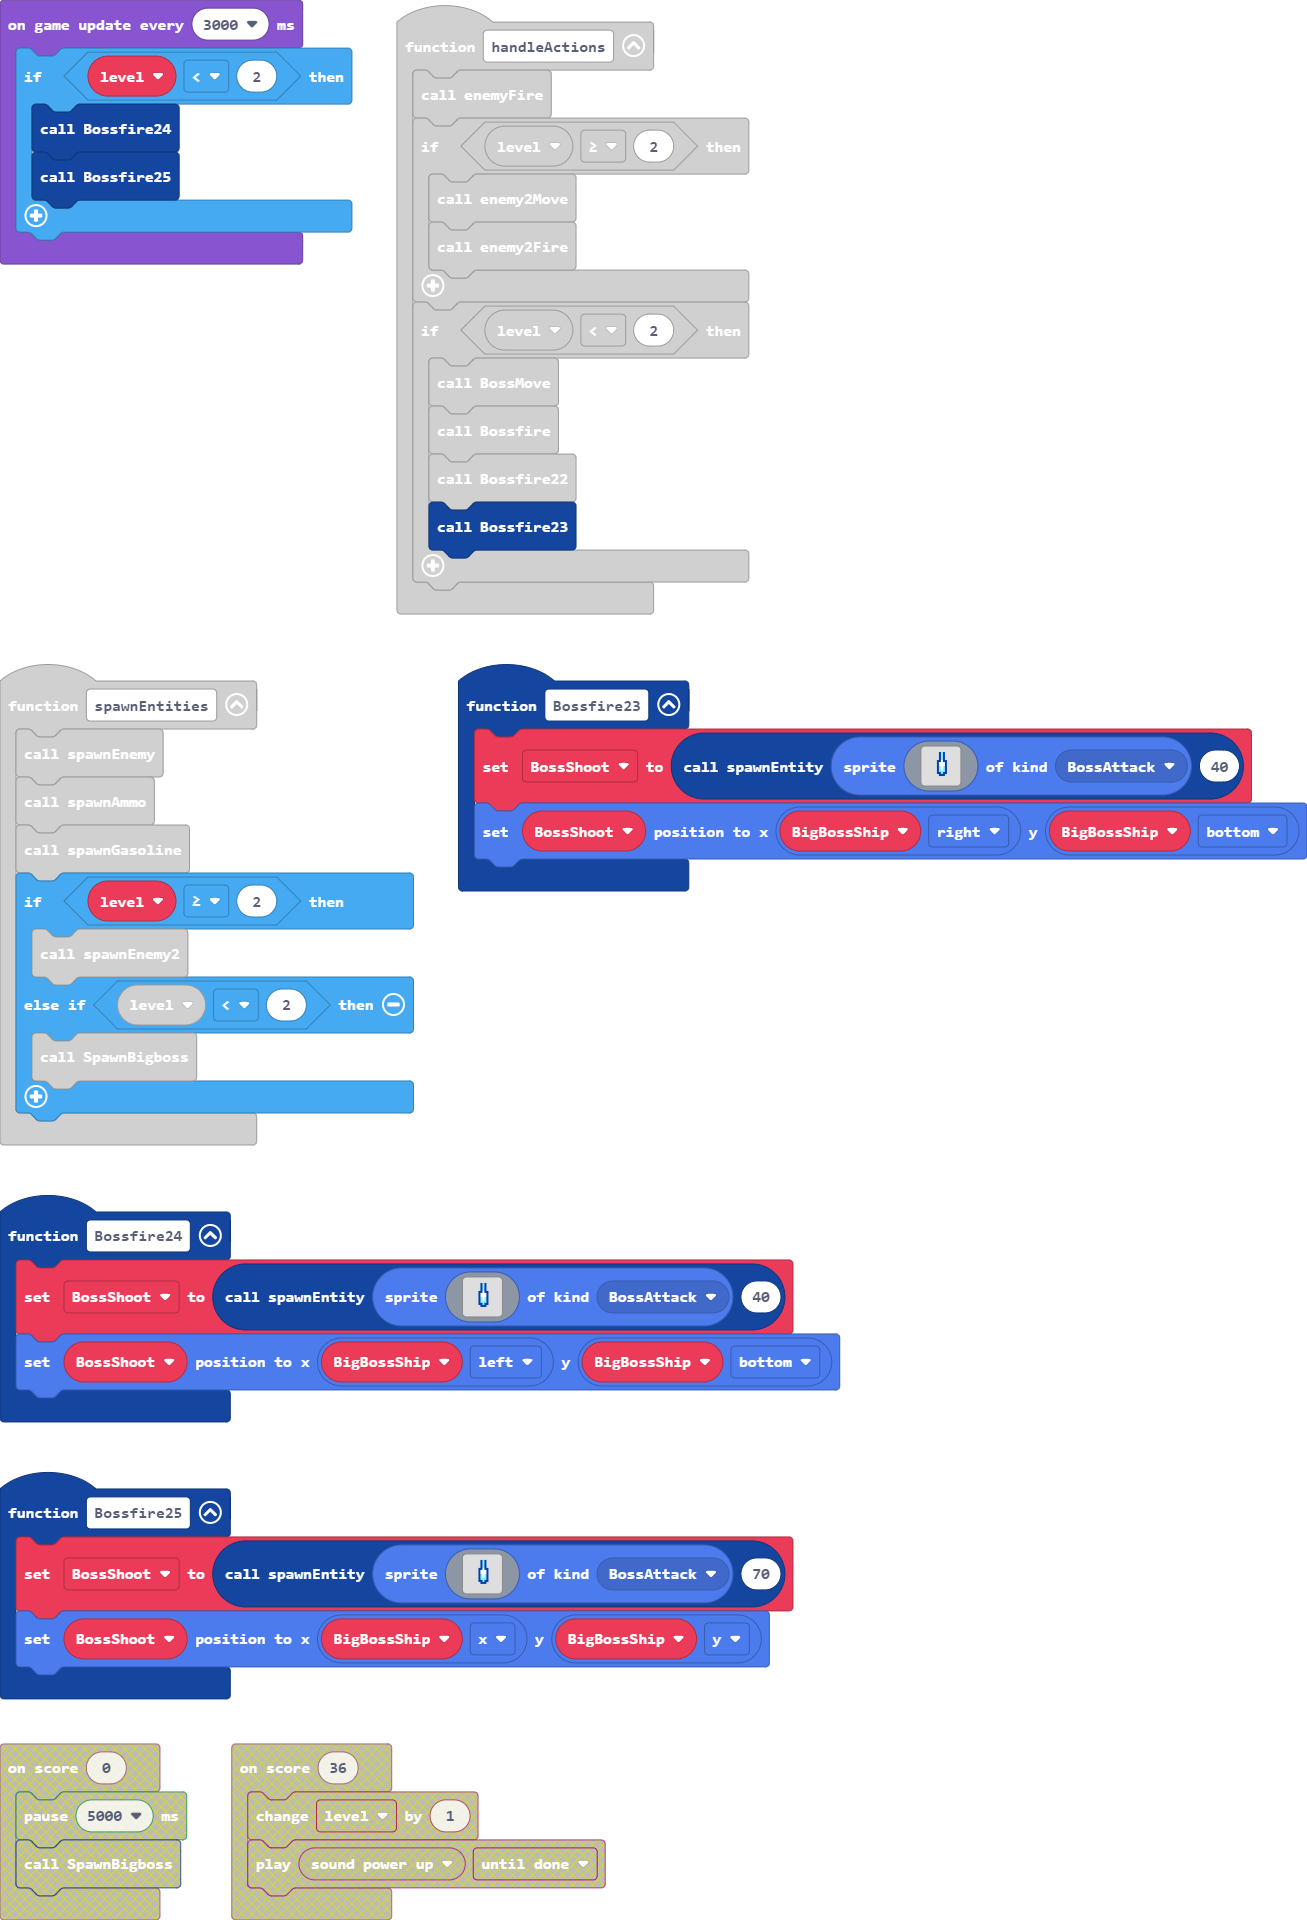 on game update every 3000 ms
if level < 2 then
call Bossfire24
call Bossfire25
function handleActions
call enemyFire
if level ≥ 2 then
call enemy2Move
call enemy2Fire
if level < 2 then
call BossMove
call Bossfire
call Bossfire22
call Bossfire23
function spawnEntities
call spawnEnemy
call spawnAmmo
call spawnGasoline
if level ≥ 2 then
call spawnEnemy2
else if level < 2 then
call SpawnBigboss
function Bossfire23
set BossShoot to call spawnEntity sprite of kind BossAttack 40
set BossShoot position to x BigBossShip right y BigBossShip bottom
function Bossfire24
set BossShoot to call spawnEntity sprite of kind BossAttack 40
set BossShoot position to x BigBossShip left y BigBossShip bottom
function Bossfire25
set BossShoot to call spawnEntity sprite of kind BossAttack 70
set BossShoot position to x BigBossShip x y BigBossShip y
on score 0
pause 5000 ms
call SpawnBigboss
on score 36
change level by 1
play sound power up until done